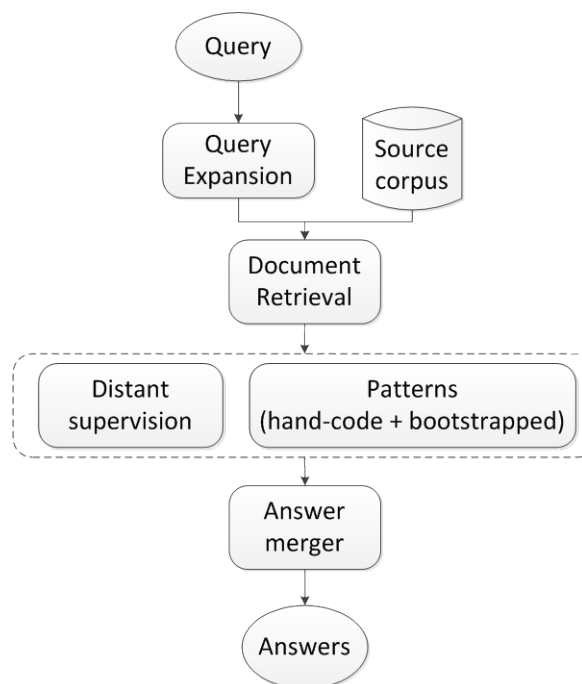 Query
Query
Expansion
Source
corpus
Document
Retrieval
Distant
supervision
Patterns
(hand-code + bootstrapped)
Answer
merger
Answers